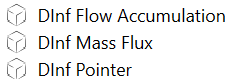 DInf Flow Accumulation
DInf Mass Flux
DInf Pointer